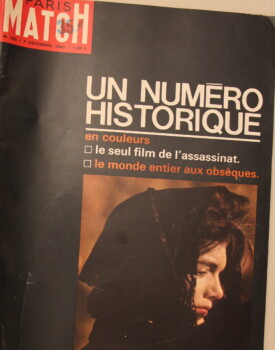 PARIS
MATCH
UN NUMÉRO
HISTORIQUE
en couleurs
□ le seul film de l'assassinat.
□ le monde entier aux obsèques.